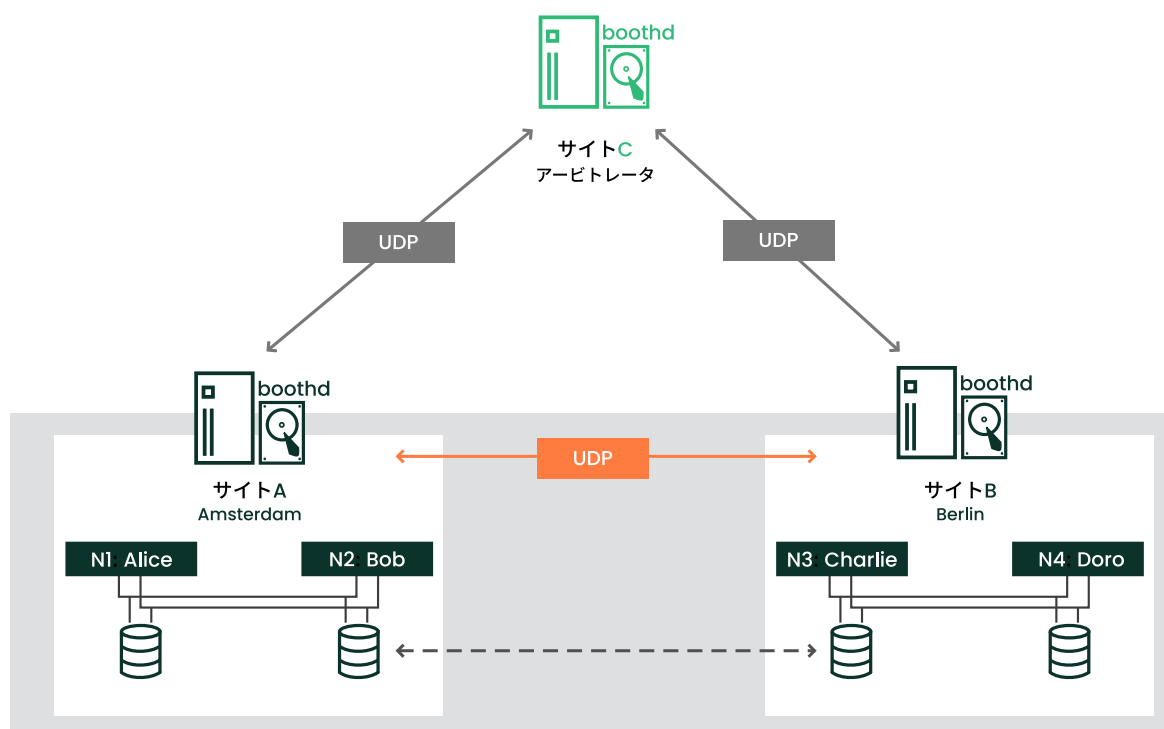 boothd
サイトC
アービトレータ
UDP
UDP
boothd
boothd
UDP
サイトA
Amsterdam
サイトB
Berlin
N1: Alice
N2: Bob
N3: Charlie
N4: Doro